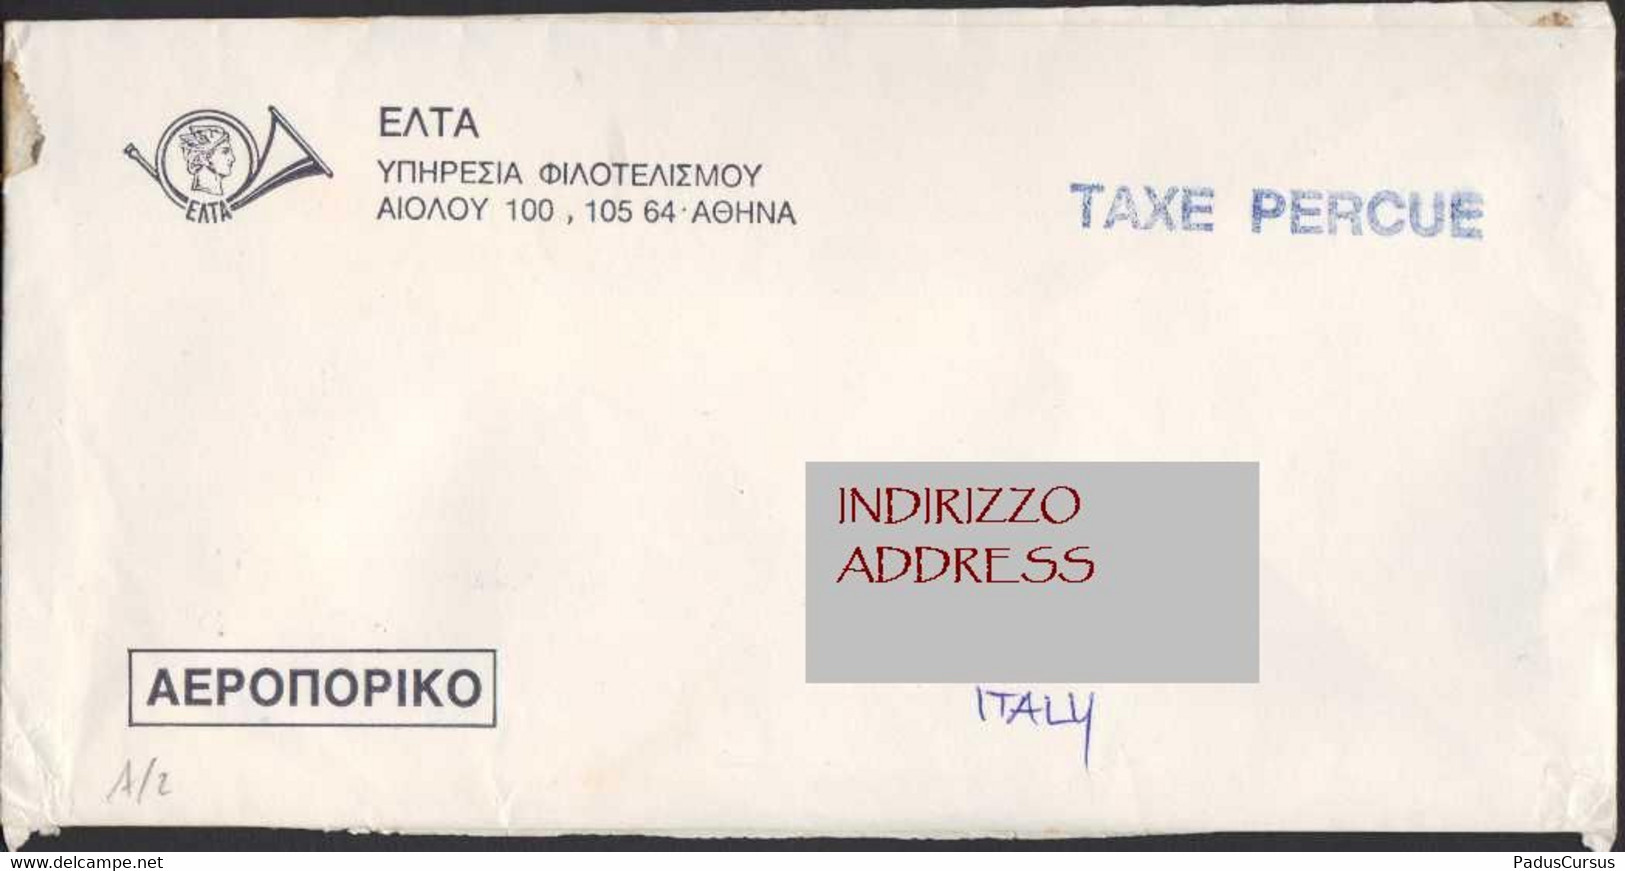 ΕΛΤΑ
ΕΛΤΑ
ΥΠΗΡΕΣΙΑ ΦΙΛΟΤΕΛΙΣΜΟΥ
ΑΙΟΛΟΥ 100 , 105 64 · ΑΘΗΝΑ
TAXE PERCUE
INDIRIZZO
ADDRESS
ITALY
ΑΕΡΟΠΟΡΙΚΟ
A/2
www.delcampe.net
PadusCursus